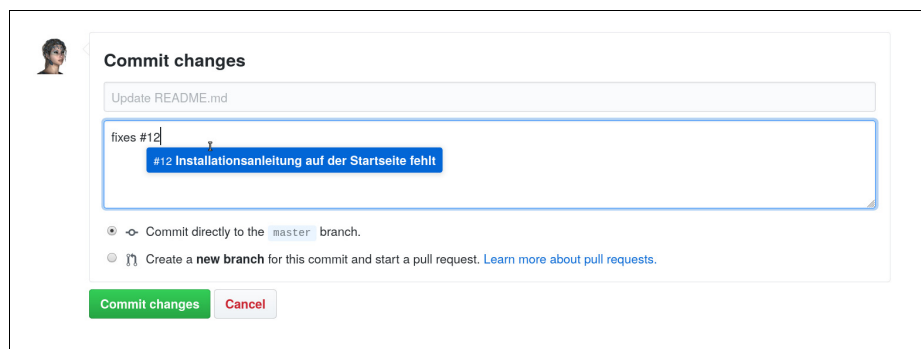 Commit changes
Update README.md
fixes #12
#12 Installationsanleitung auf der Startseite fehlt
Commit directly to the master branch.
Create a new branch for this commit and start a pull request. Learn more about pull requests.
Commit changes Cancel